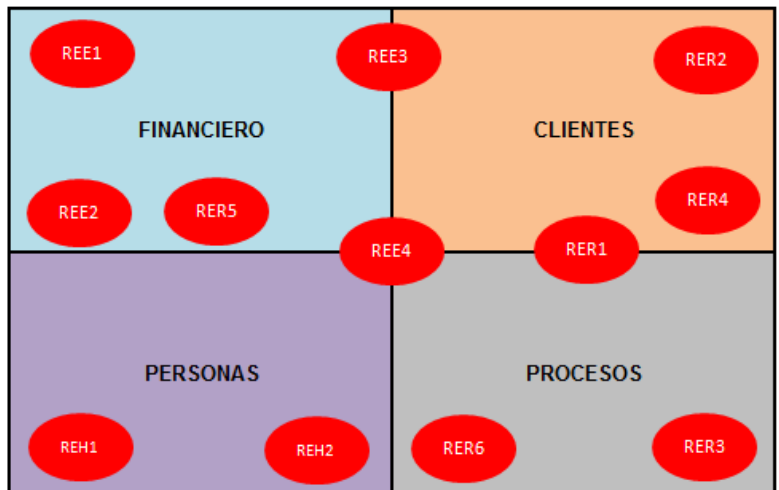 REE1
REE3
RER2
FINANCIERO
CLIENTES
REE2
RER5
RER4
REE4
RER1
PERSONAS
PROCESOS
REH1
REH2
RER6
RER3